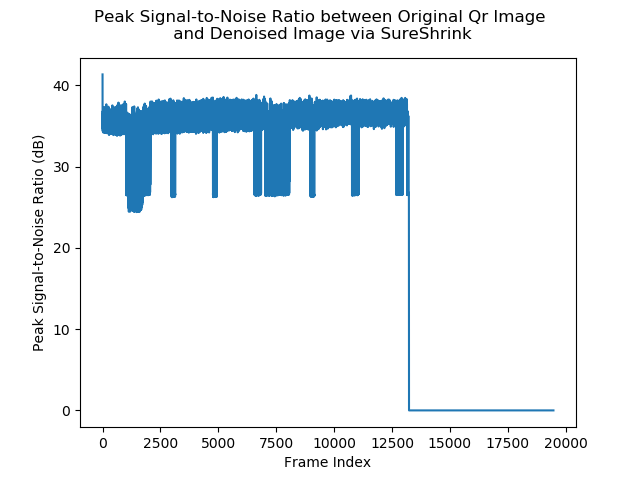 Peak Signal-to-Noise Ratio between Original Qr Image
and Denoised Image via SureShrink
40
30
20
10
0
Peak Signal-to-Noise Ratio (dB)
0 2500 5000 7500 10000 12500 15000 17500 20000
Frame Index